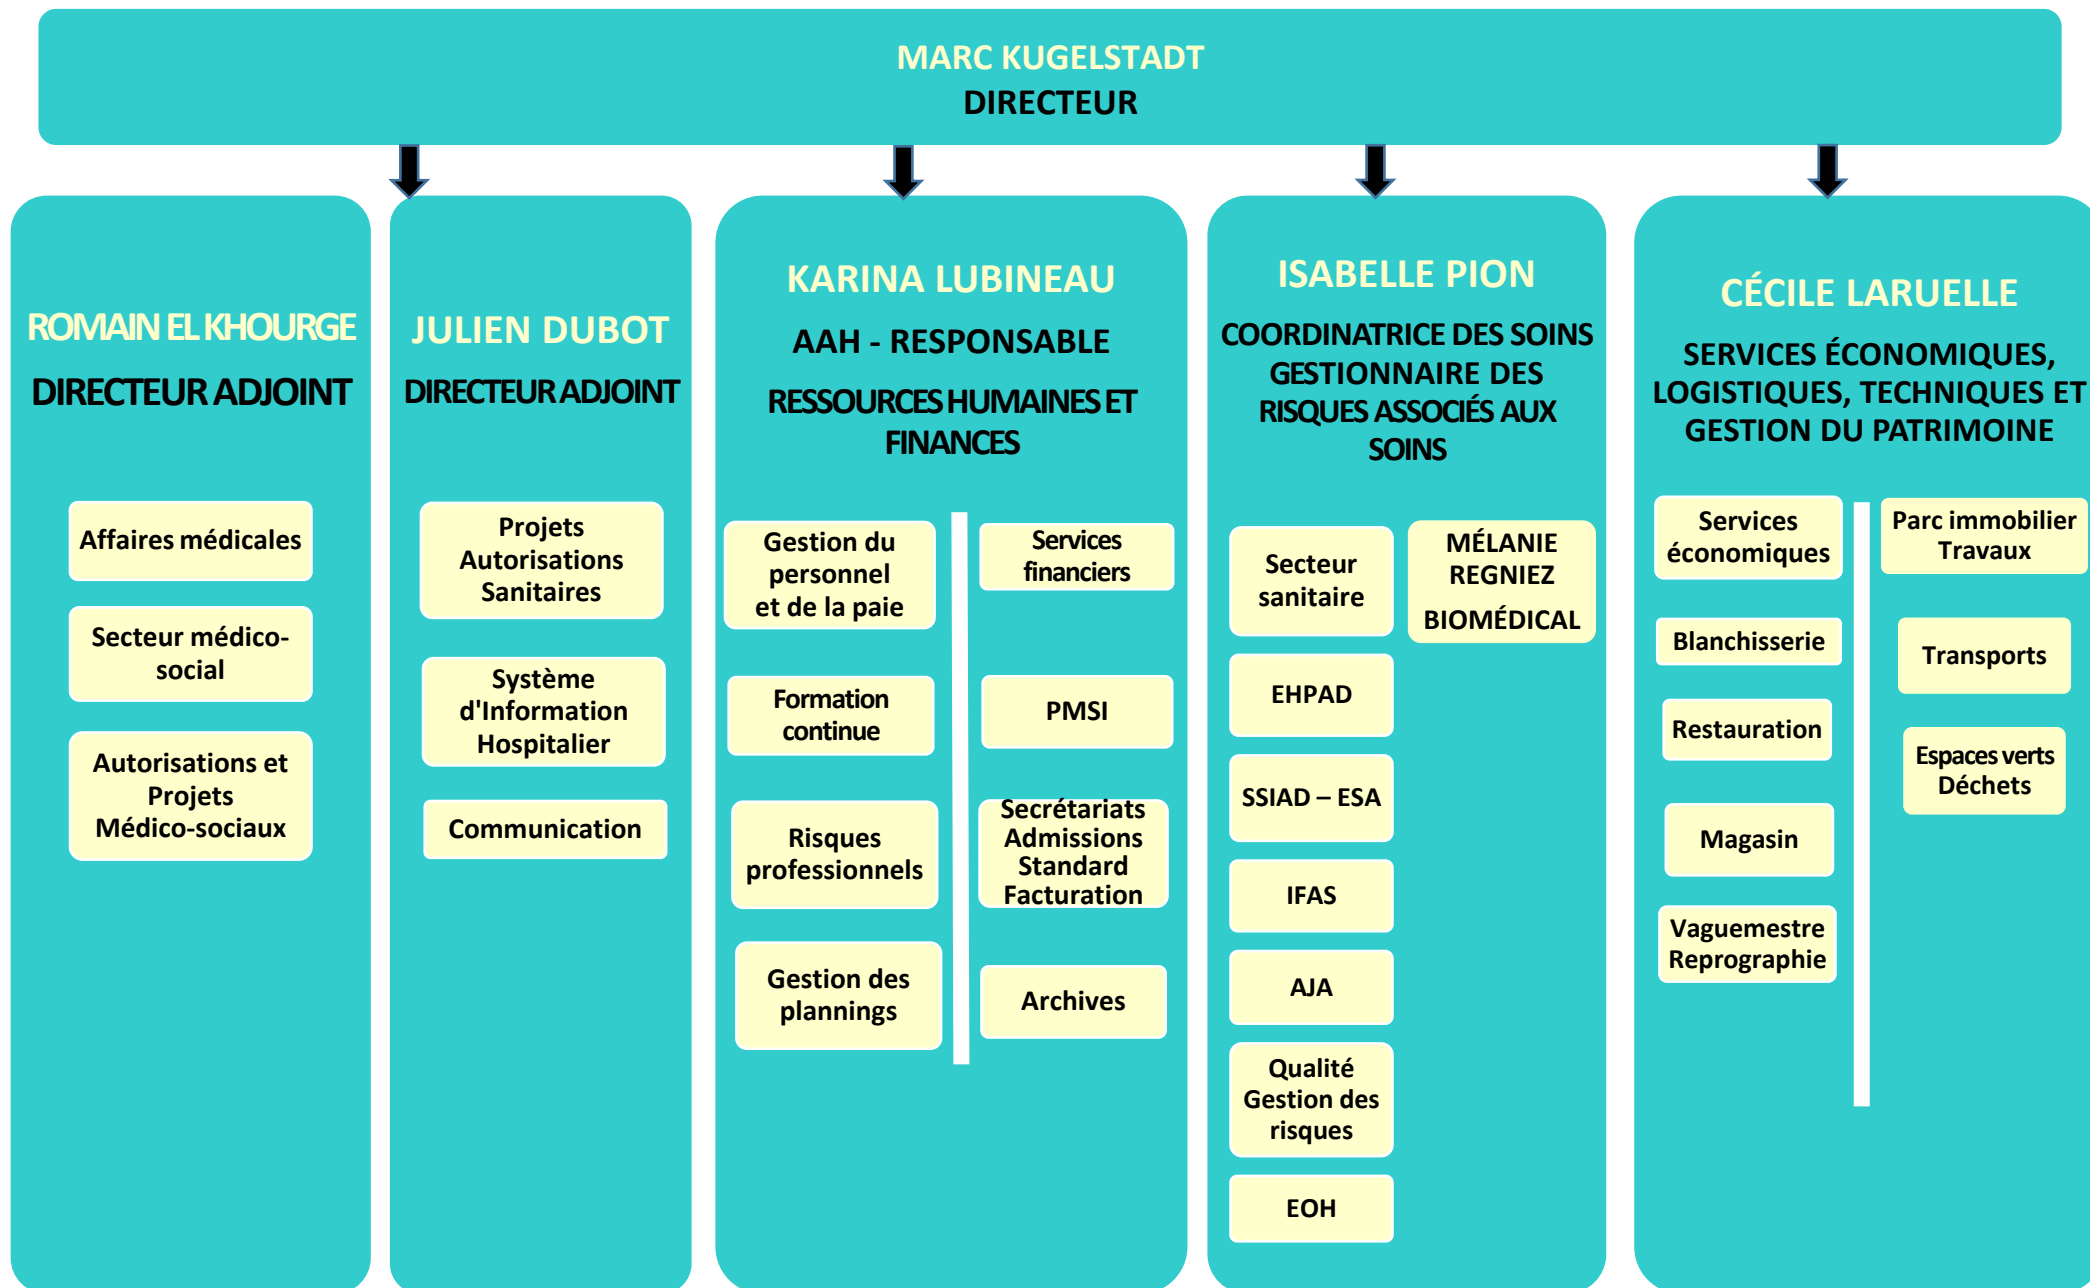 MARC KUGELSTADT
DIRECTEUR
ROMAIN EL KHOURGE
DIRECTEUR ADJOINT
Affaires médicales
Secteur médico-
social
Autorisations et
Projets
Médico-sociaux
JULIEN DUBOT
DIRECTEUR ADJOINT
Projets
Autorisations
Sanitaires
Système
d'Information
Hospitalier
Communication
KARINA LUBINEAU
AAH - RESPONSABLE
RESSOURCES HUMAINES ET
FINANCES
Gestion du
personnel
et de la paie
Formation
continue
Risques
professionnels
Gestion des
plannings
Services
financiers
PMSI
Secrétariats
Admissions
Standard
Facturation
Archives
ISABELLE PION
COORDINATRICE DES SOINS
GESTIONNAIRE DES
RISQUES ASSOCIÉS AUX
SOINS
Secteur
sanitaire
EHPAD
SSIAD – ESA
IFAS
AJA
Qualité
Gestion des
risques
EOH
MÉLANIE
REGNIEZ
BIOMÉDICAL
CÉCILE LARUELLE
SERVICES ÉCONOMIQUES,
LOGISTIQUES, TECHNIQUES ET
GESTION DU PATRIMOINE
Services
économiques
Blanchisserie
Restauration
Magasin
Vaguemestre
Reprographie
Parc immobilier
Travaux
Transports
Espaces verts
Déchets